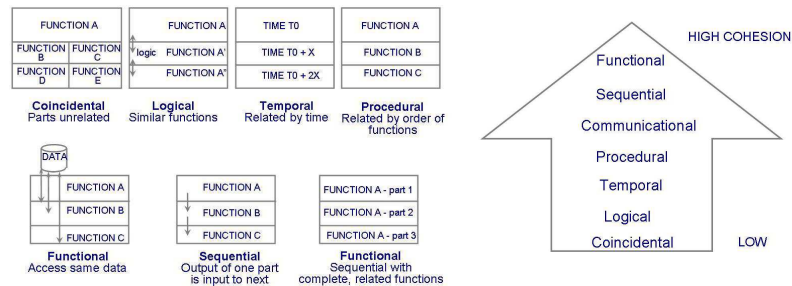 FUNCTION A
FUNCTION B
FUNCTION C
FUNCTION D
FUNCTION E
Coincidental
Parts unrelated
FUNCTION A
logic FUNCTION A'
FUNCTION A"
Logical
Similar functions
TIME T0
TIME T0 + X
TIME T0 + 2X
Temporal
Related by time
FUNCTION A
FUNCTION B
FUNCTION C
Procedural
Related by order of
functions
DATA
FUNCTION A
FUNCTION B
FUNCTION C
Functional
Access same data
FUNCTION A
FUNCTION B
FUNCTION C
Sequential
Output of one part
is input to next
FUNCTION A - part 1
FUNCTION A - part 2
FUNCTION A - part 3
Functional
Sequential with
complete, related functions
HIGH COHESION
Functional
Sequential
Communicational
Procedural
Temporal
Logical
Coincidental
LOW